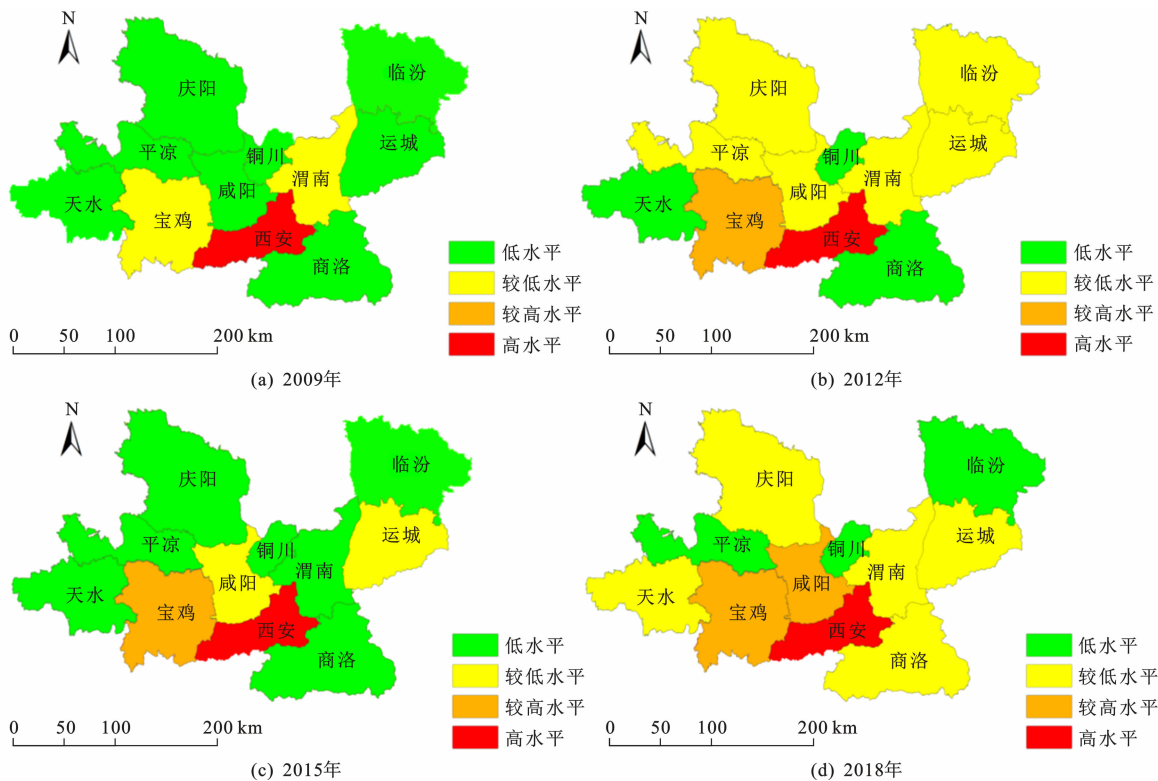 N
庆阳
临汾
平凉
铜川
运城
咸阳
渭南
天水
宝鸡
西安
商洛
低水平
较低水平
较高水平
高水平
0 50 100 200 km
(a) 2009年
N
庆阳
临汾
平凉
铜川
运城
咸阳
渭南
天水
宝鸡
西安
商洛
低水平
较低水平
较高水平
高水平
0 50 100 200 km
(b) 2012年
N
庆阳
临汾
平凉
铜川
运城
咸阳
渭南
天水
宝鸡
西安
商洛
低水平
较低水平
较高水平
高水平
0 50 100 200 km
(c) 2015年
N
庆阳
临汾
平凉
铜川
运城
咸阳
渭南
天水
宝鸡
西安
商洛
低水平
较低水平
较高水平
高水平
0 50 100 200 km
(d) 2018年